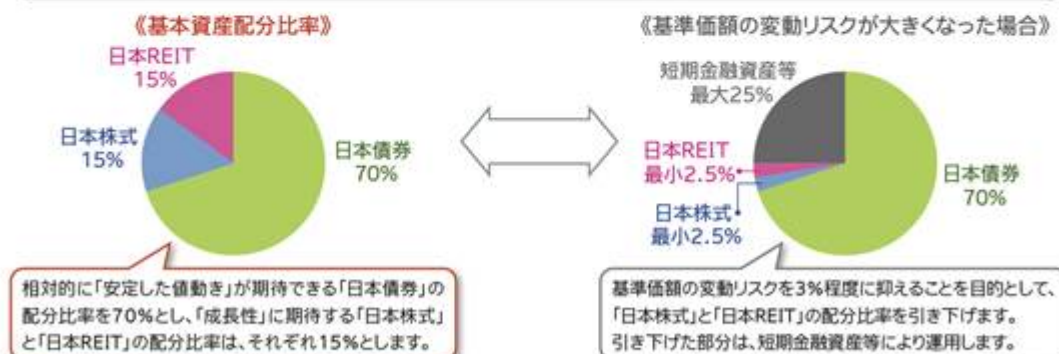 《基本資産配分比率》
日本REIT
15%
日本株式
15%
日本債券
70%
相対的に「安定した値動き」が期待できる「日本債券」の
配分比率を70%とし、「成長性」に期待する「日本株式」
と「日本REIT」の配分比率は、それぞれ15%とします。
《基準価額の変動リスクが大きくなった場合》
短期金融資産等
最大25%
日本REIT
最小2.5%
日本株式
最小2.5%
日本債券
70%
基準価額の変動リスクを3%程度に抑えることを目的として、
「日本株式」と「日本REIT」の配分比率を引き下げます。
引き下げた部分は、短期金融資産等により運用します。